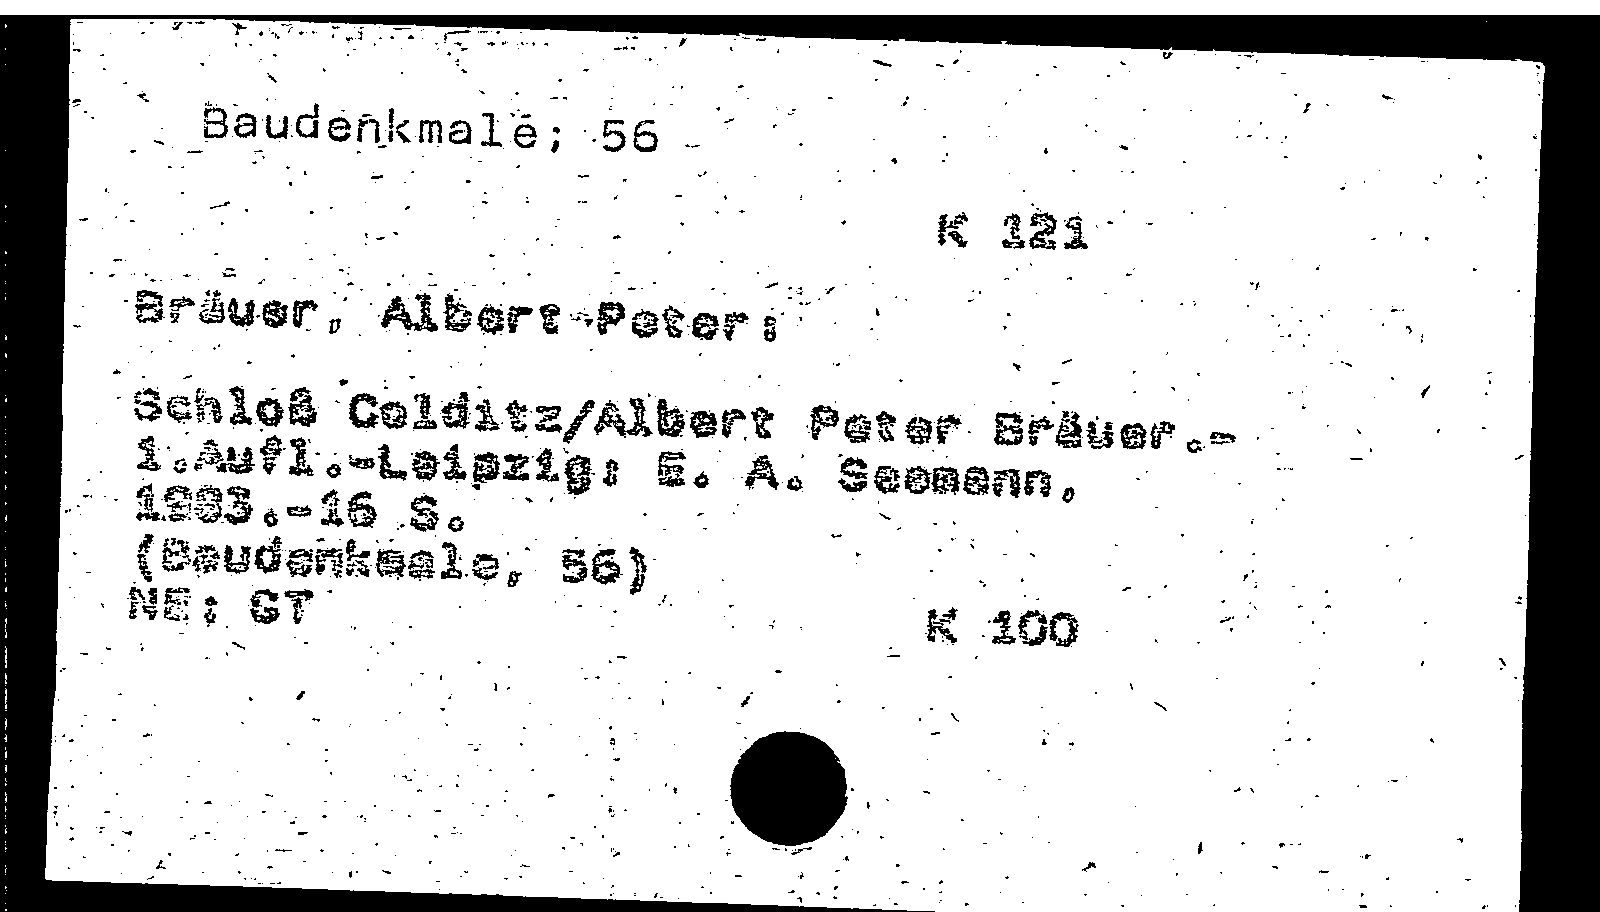 Baudenkmale; 56
K 121
Bräuer, Albert-Peter:
Schloß Colditz/Albert Peter Bräuer.-
1.Aufl.-Leipzig: E. A. Seemann,
1983.-16 S.
(Baudenkmale, 56)
NE: GT
K 100